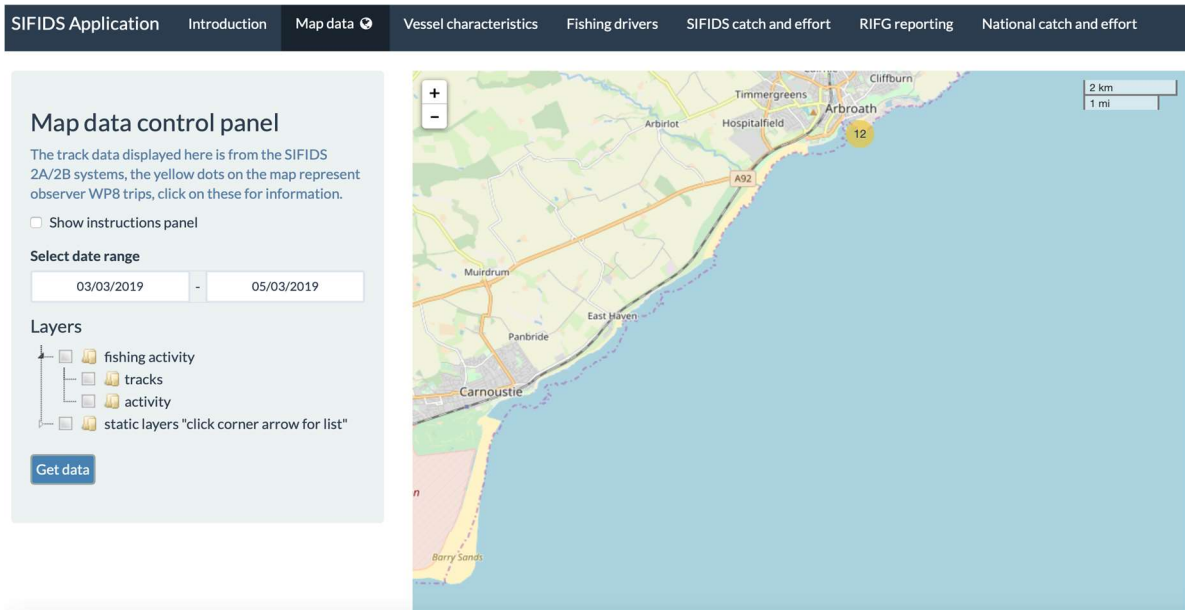 SIFIDS Application Introduction Map data Vessel characteristics Fishing drivers SIFIDS catch and effort RIFG reporting National catch and effort
Map data control panel
The track data displayed here is from the SIFIDS
2A/2B systems, the yellow dots on the map represent
observer WP8 trips, click on these for information.
Show instructions panel
Select date range
03/03/2019 - 05/03/2019
Layers
fishing activity
tracks
activity
static layers "click corner arrow for list"
Get data
+
-
2 km
1 mi
Cliffburn
Timmergreens
Arbroath
Arbirlot
Hospitalfield
12
A92
Muirdrum
East Haven
Panbride
Carnoustie
Barry Sands